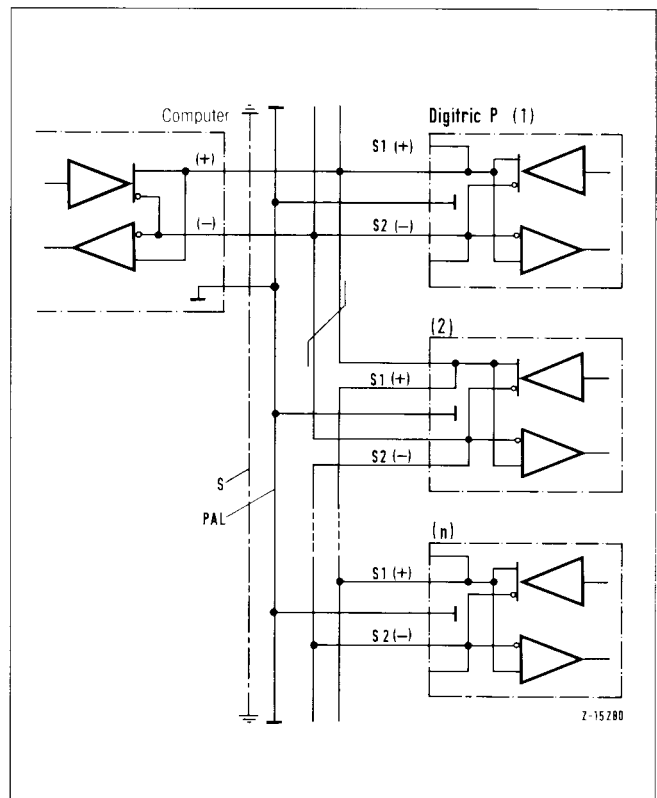 Computer
Digitric P (1)
(+)
S1 (+)
(-)
S2 (-)
(2)
S1 (+)
S2 (-)
S
PAL
(n)
S1 (+)
S2 (-)
Z-15280